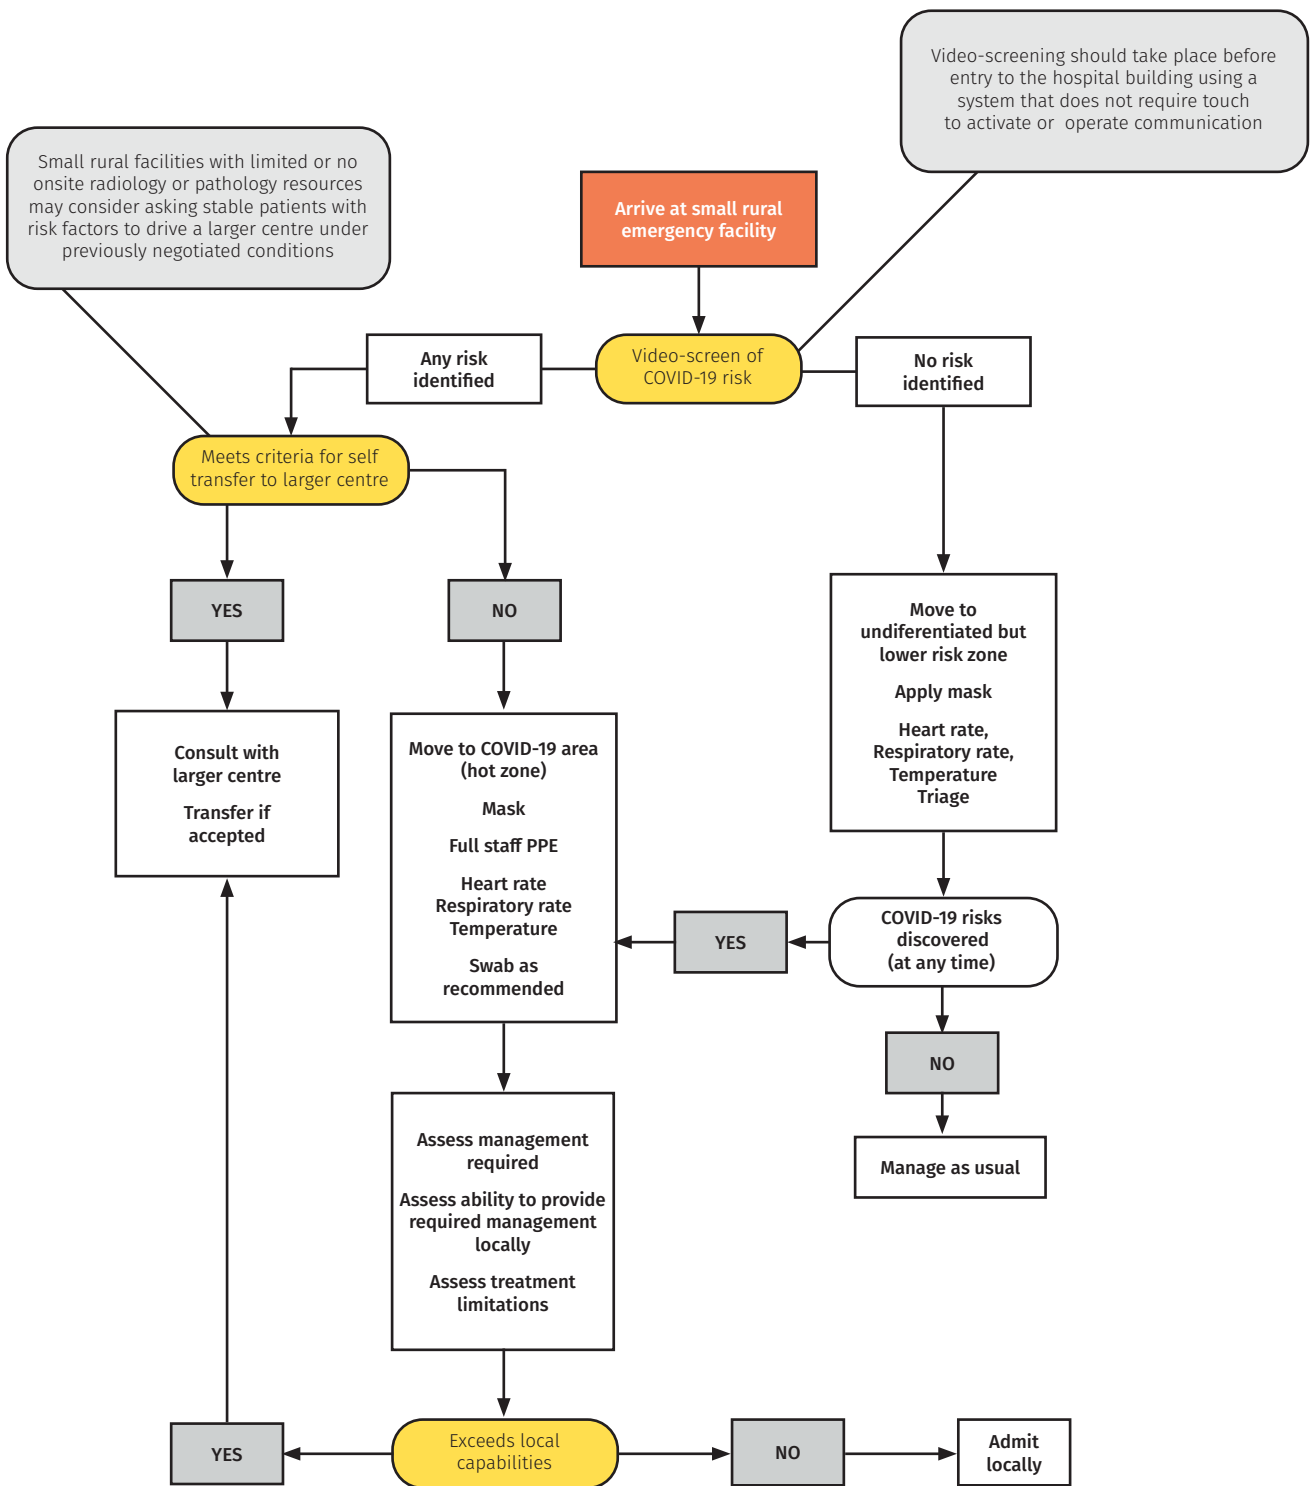 Video-screening should take place before
entry to the hospital building using a
system that does not require touch
to activate or operate communication
Small rural facilities with limited or no
onsite radiology or pathology resources
may consider asking stable patients with
risk factors to drive a larger centre under
previously negotiated conditions
Arrive at small rural
emergency facility
Any risk
identified
Video-screen of
COVID-19 risk
No risk
identified
Meets criteria for self
transfer to larger centre
YES
NO
Move to
undiferentiated but
lower risk zone
Apply mask
Heart rate,
Respiratory rate,
Temperature
Triage
Consult with
larger centre
Transfer if
accepted
Move to COVID-19 area
(hot zone)
Mask
Full staff PPE
Heart rate
Respiratory rate
Temperature
Swab as
recommended
YES
COVID-19 risks
discovered
(at any time)
NO
Manage as usual
Assess management
required
Assess ability to provide
required management
locally
Assess treatment
limitations
YES
Exceeds local
capabilities
NO
Admit
locally